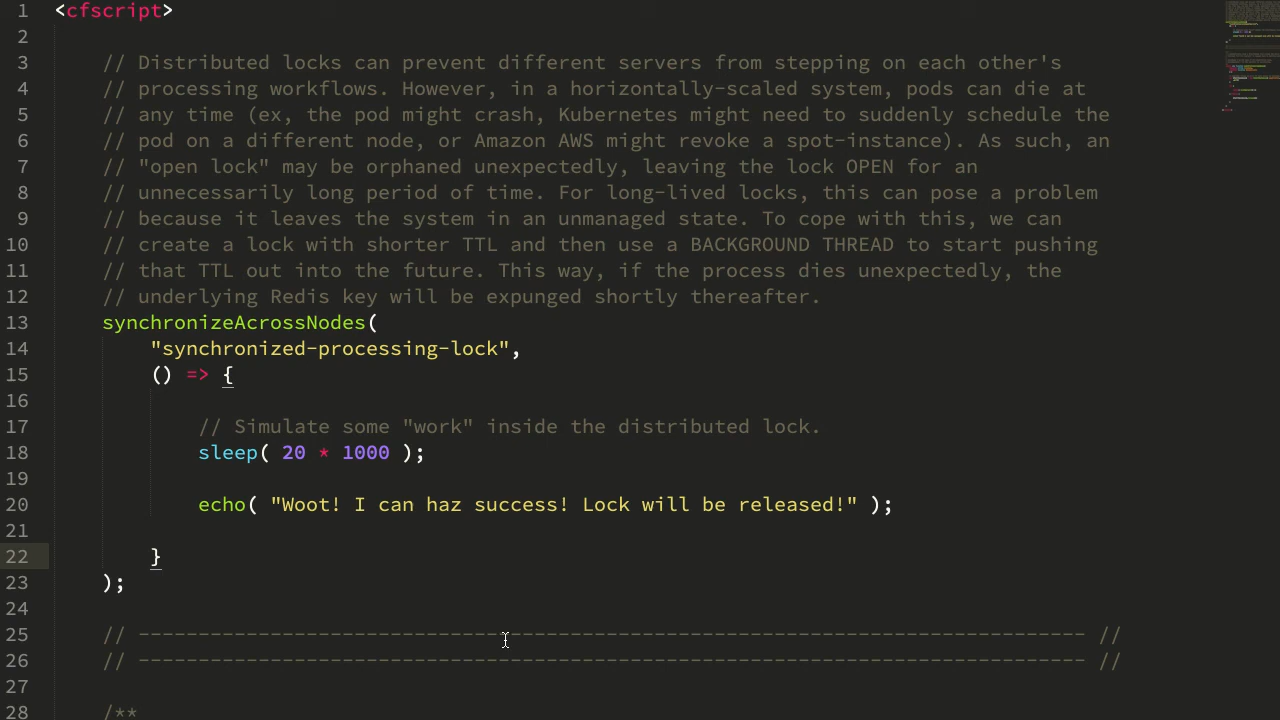 1 <cfscript>
2
3 // Distributed locks can prevent different servers from stepping on each other's
4 // processing workflows. However, in a horizontally-scaled system, pods can die at
5 // any time (ex, the pod might crash, Kubernetes might need to suddenly schedule the
6 // pod on a different node, or Amazon AWS might revoke a spot-instance). As such, an
7 // "open lock" may be orphaned unexpectedly, leaving the lock OPEN for an
8 // unnecessarily long period of time. For long-lived locks, this can pose a problem
9 // because it leaves the system in an unmanaged state. To cope with this, we can
10 // create a lock with shorter TTL and then use a BACKGROUND THREAD to start pushing
11 // that TTL out into the future. This way, if the process dies unexpectedly, the
12 // underlying Redis key will be expunged shortly thereafter.
13 synchronizeAcrossNodes(
14 "synchronized-processing-lock",
15 () => {
16
17 // Simulate some "work" inside the distributed lock.
18 sleep( 20 * 1000 );
19
20 echo( "Woot! I can haz success! Lock will be released!" );
21
22 }
23 );
24
25 // ------------------------------------------------------------------------------- //
26 // ------------------------------------------------------------------------------- //
27
28 /**